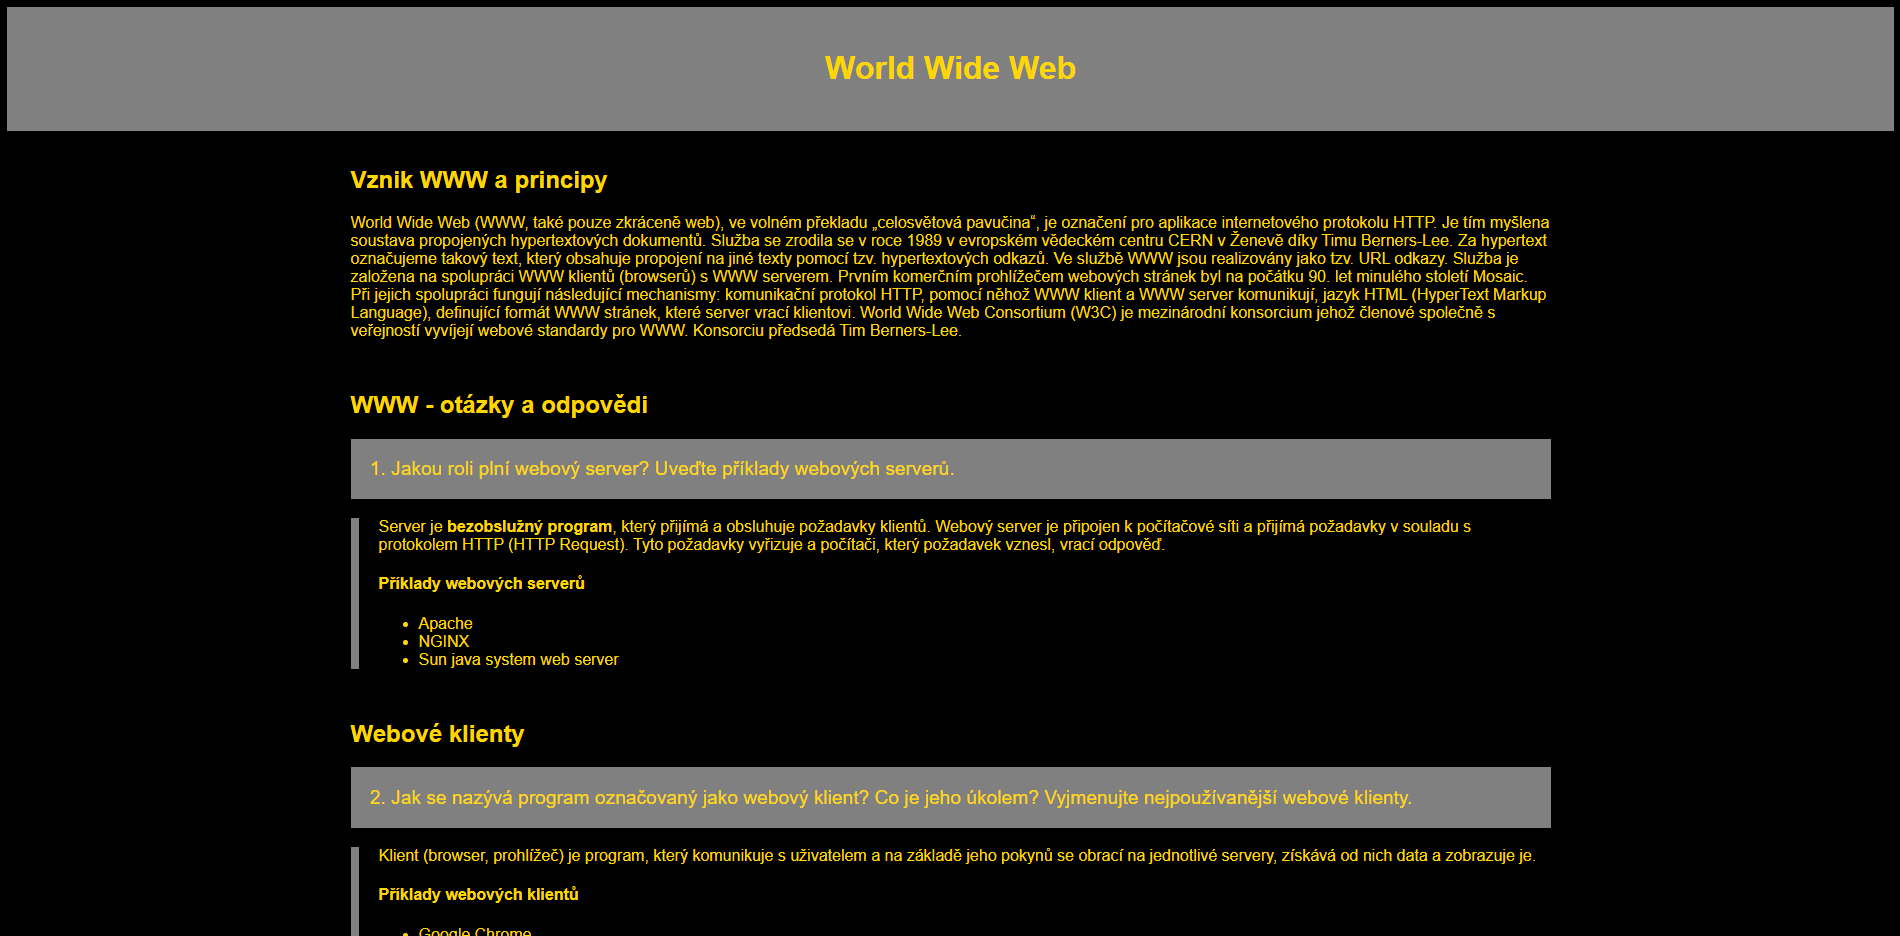 World Wide Web
Vznik WWW a principy
World Wide Web (WWW, také pouze zkráceně web), ve volném překladu „celosvětová pavučina“, je označení pro aplikace internetového protokolu HTTP. Je tím myšlena
soustava propojených hypertextových dokumentů. Služba se zrodila se v roce 1989 v evropském vědeckém centru CERN v Ženevě díky Timu Berners-Lee. Za hypertext
označujeme takový text, který obsahuje propojení na jiné texty pomocí tzv. hypertextových odkazů. Ve službě WWW jsou realizovány jako tzv. URL odkazy. Služba je
založena na spolupráci WWW klientů (browserů) s WWW serverem. Prvním komerčním prohlížečem webových stránek byl na počátku 90. let minulého století Mosaic.
Při jejich spolupráci fungují následující mechanismy: komunikační protokol HTTP, pomocí něhož WWW klient a WWW server komunikují, jazyk HTML (HyperText Markup
Language), definující formát WWW stránek, které server vrací klientovi. World Wide Web Consortium (W3C) je mezinárodní konsorcium jehož členové společně s
veřejností vyvíjejí webové standardy pro WWW. Konsorciu předsedá Tim Berners-Lee.
WWW - otázky a odpovědi
1. Jakou roli plní webový server? Uveďte příklady webových serverů.
Server je bezobslužný program, který přijímá a obsluhuje požadavky klientů. Webový server je připojen k počítačové síti a přijímá požadavky v souladu s
protokolem HTTP (HTTP Request). Tyto požadavky vyřizuje a počítači, který požadavek vznesl, vrací odpověď.
Příklady webových serverů
• Apache
• NGINX
• Sun java system web server
Webové klienty
2. Jak se nazývá program označovaný jako webový klient? Co je jeho úkolem? Vyjmenujte nejpoužívanější webové klienty.
Klient (browser, prohlížeč) je program, který komunikuje s uživatelem a na základě jeho pokynů se obrací na jednotlivé servery, získává od nich data a zobrazuje je.
Příklady webových klientů
• Google Chrome